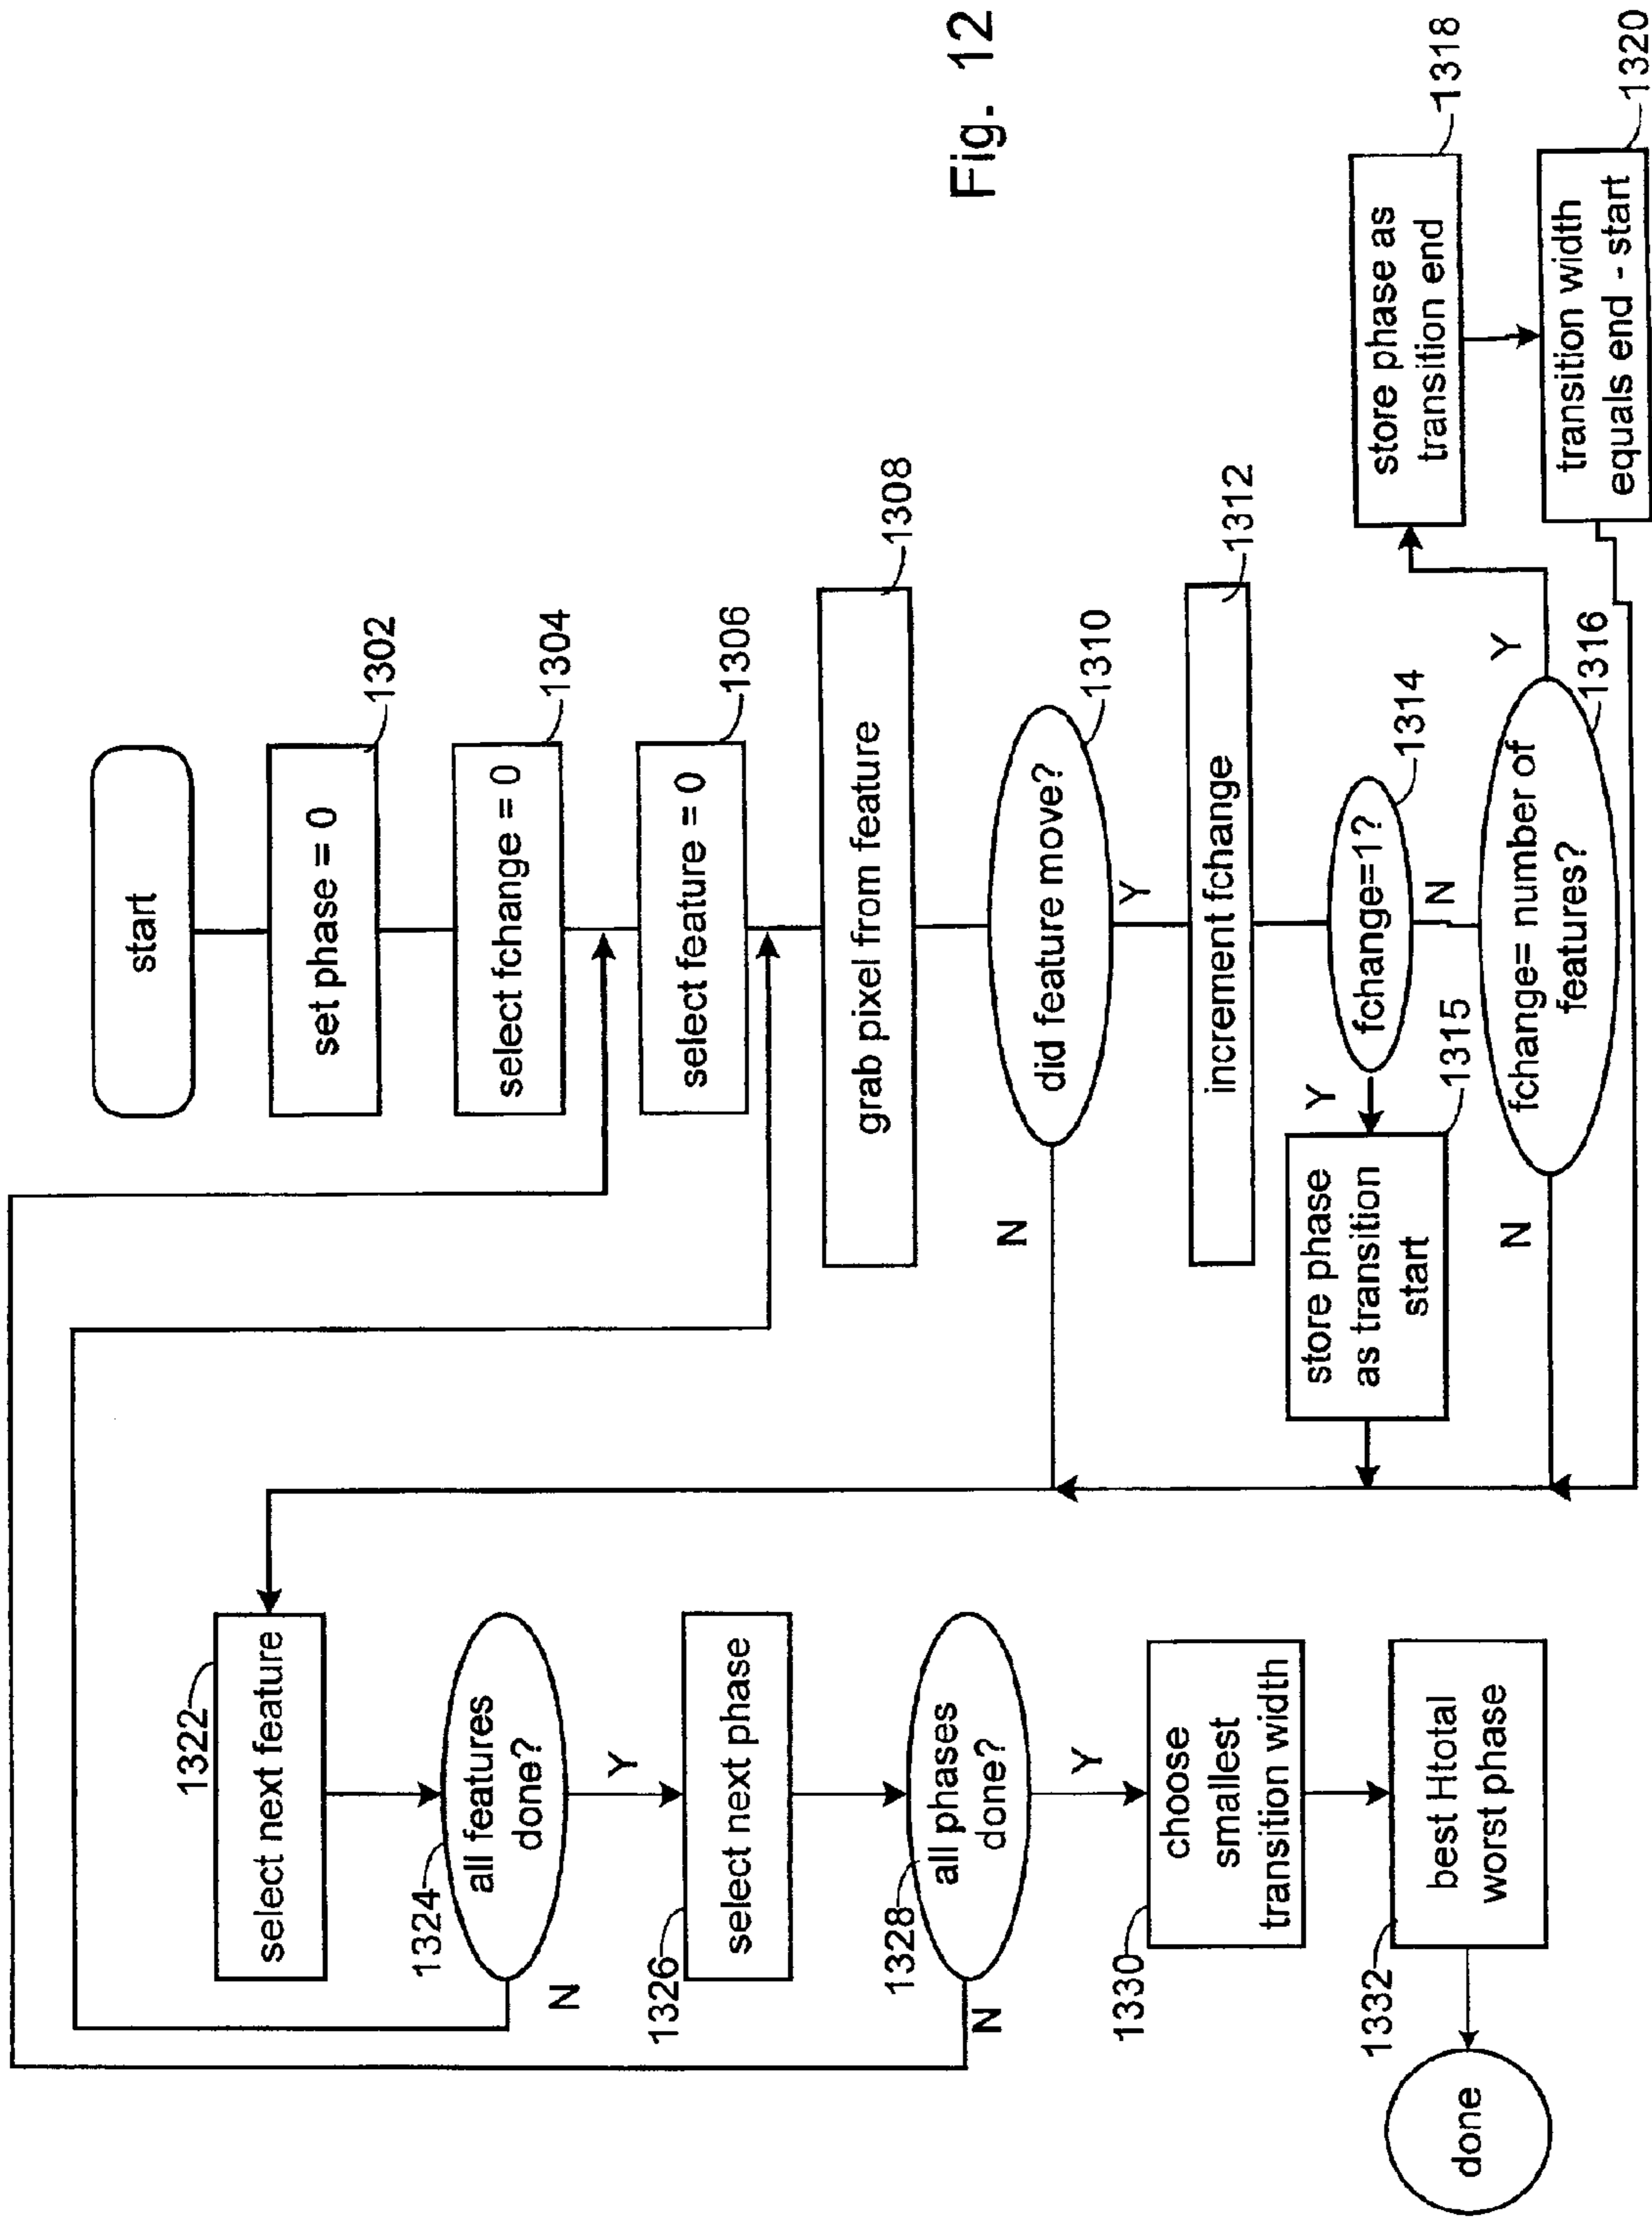 start
set phase = 0
1302
select fchange = 0
1304
select feature = 0
1306
grab pixel from feature
1308
did feature move?
1310
N
Y
increment fchange
1312
fchange=1?
1314
Y
N
store phase
as transition
start
1315
fchange= number of
features?
1316
N
Y
store phase as
transition end
1318
transition width
equals end - start
1320
1322
select next feature
1324
all features
done?
N
Y
1326
select next phase
1328
all phases
done?
N
Y
1330
choose
smallest
transition width
1332
best Htotal
worst phase
done
Fig. 12